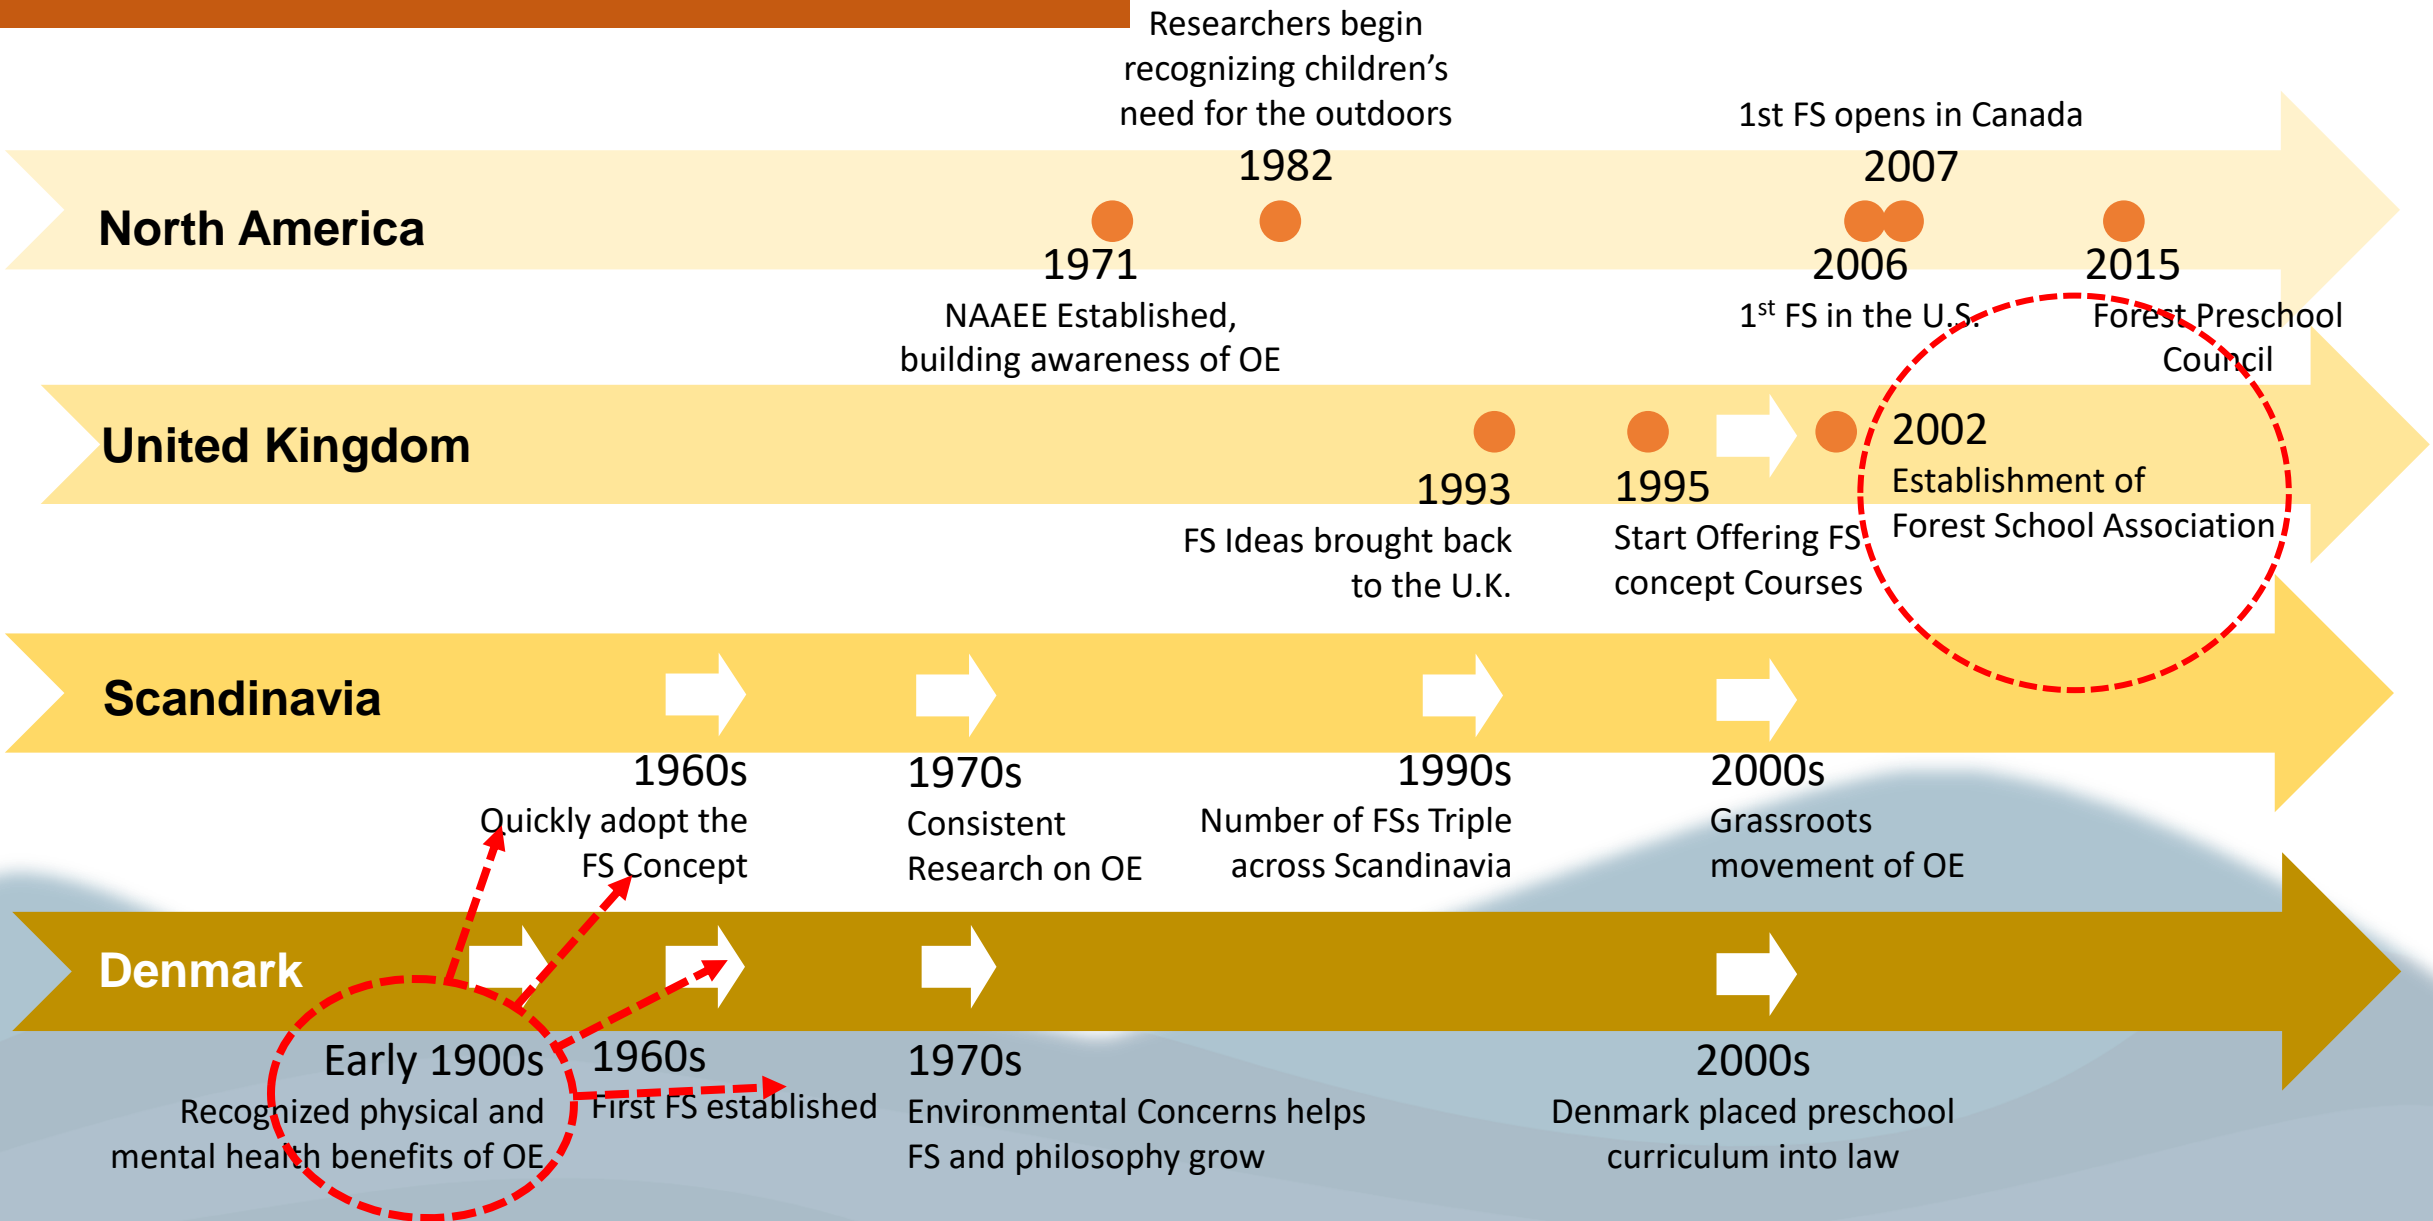 Researchers begin
recognizing children’s
need for the outdoors
1982
1st FS opens in Canada
2007
North America
1971
NAAEE Established,
building awareness of OE
2006
1st FS in the U.S.
2015
Forest Preschool
Council
United Kingdom
1993
FS Ideas brought back
to the U.K.
1995
Start Offering FS
concept Courses
2002
Establishment of
Forest School Association
Scandinavia
1960s
Quickly adopt the
FS Concept
1970s
Consistent
Research on OE
1990s
Number of FSs Triple
across Scandinavia
2000s
Grassroots
movement of OE
Denmark
Early 1900s
Recognized physical and
mental health benefits of OE
1960s
First FS established
1970s
Environmental Concerns helps
FS and philosophy grow
2000s
Denmark placed preschool
curriculum into law